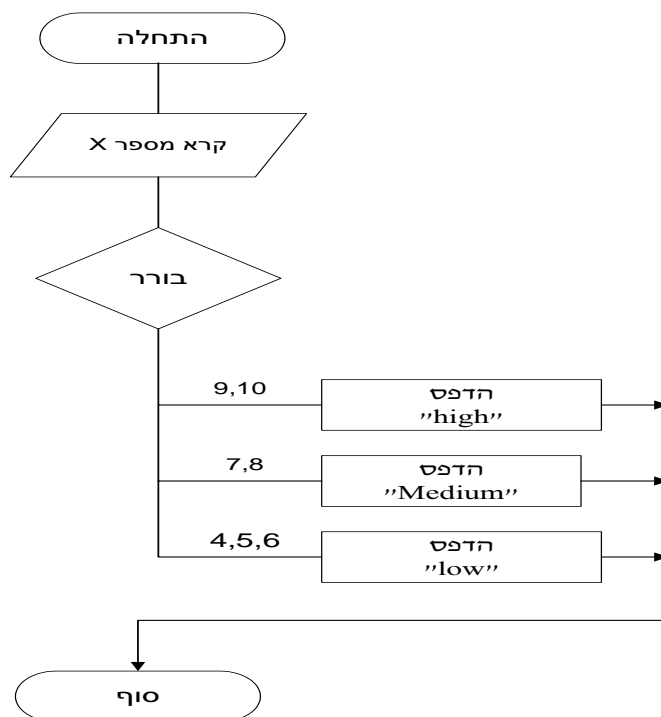 התחלה
קרא מספר X
בורר
9,10
הדפס
"high"
7,8
הדפס
"Medium"
4,5,6
הדפס
"low"
סוף